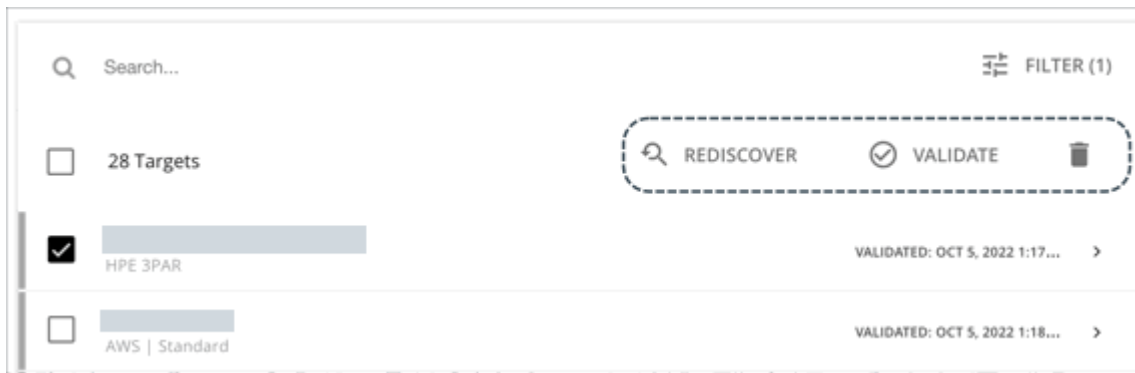 Search...
FILTER (1)
28 Targets
REDISCOVER
VALIDATE
HPE 3PAR
VALIDATED: OCT 5, 2022 1:17...
AWS | Standard
VALIDATED: OCT 5, 2022 1:18...